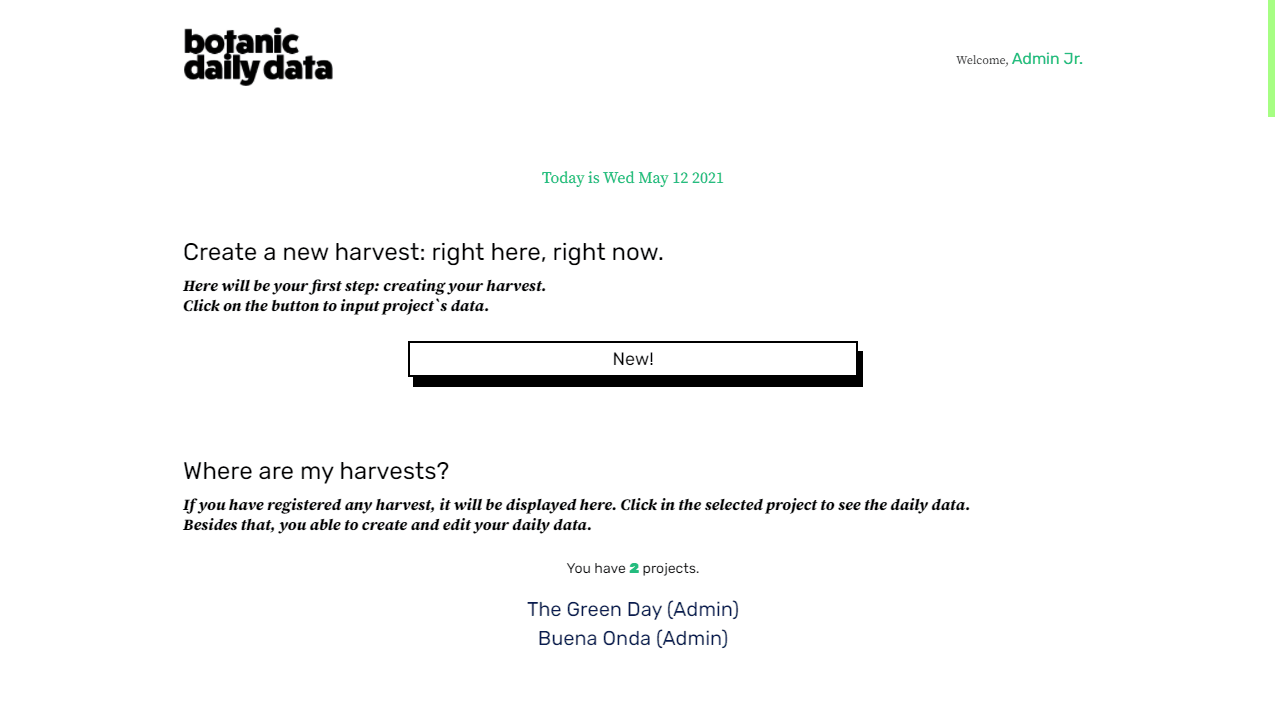 botanic
daily data
Welcome, Admin Jr.
Today is Wed May 12 2021
Create a new harvest: right here, right now.
Here will be your first step: creating your harvest.
Click on the button to input project`s data.
New!
Where are my harvests?
If you have registered any harvest, it will be displayed here. Click in the selected project to see the daily data.
Besides that, you able to create and edit your daily data.
You have 2 projects.
The Green Day (Admin)
Buena Onda (Admin)